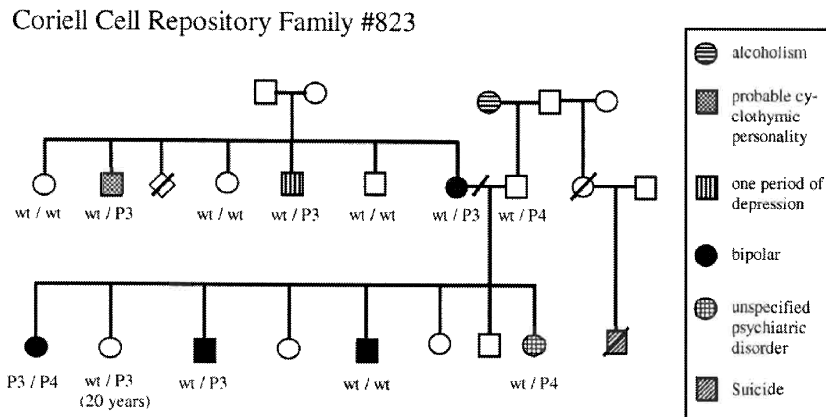 Coriell Cell Repository Family #823
alcoholism
probable cy-
clothymic
personality
one period of
depression
bipolar
unspecified
psychiatric
disorder
Suicide
wt / wt
wt / P3
wt / wt
wt / P3
wt / wt
wt / P3
wt / P4
P3 / P4
wt / P3
(20 years)
wt / P3
wt / wt
wt / P4